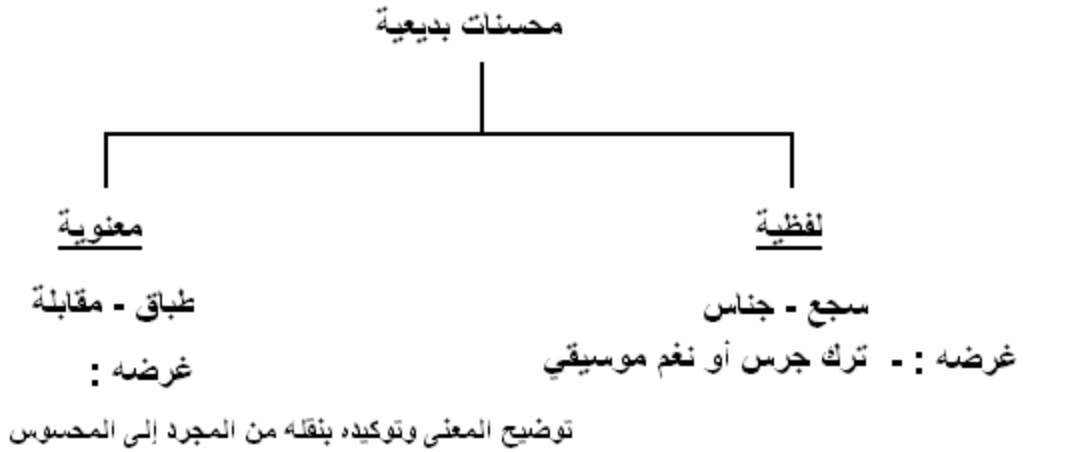 محسنات بديعية
لفظية
سجع - جناس
غرضه : - ترك جرس أو نغم موسيقي
معنوية
طباق - مقابلة
غرضه :
توضيح المعنى وتوكيده بنقله من المجرد إلى المحسوس